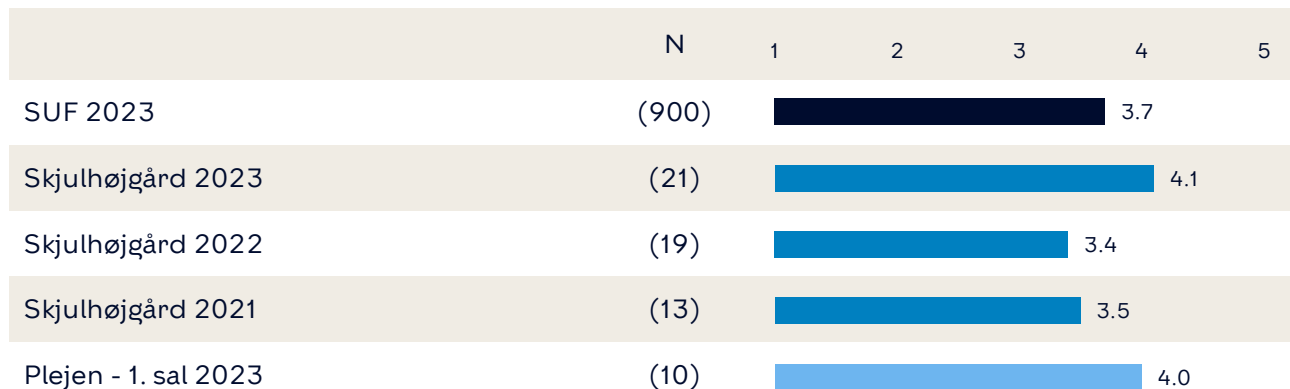 N 1 2 3 4 5
SUF 2023 (900) 3.7
Skjulhøjgård 2023 (21) 4.1
Skjulhøjgård 2022 (19) 3.4
Skjulhøjgård 2021 (13) 3.5
Plejen - 1. sal 2023 (10) 4.0